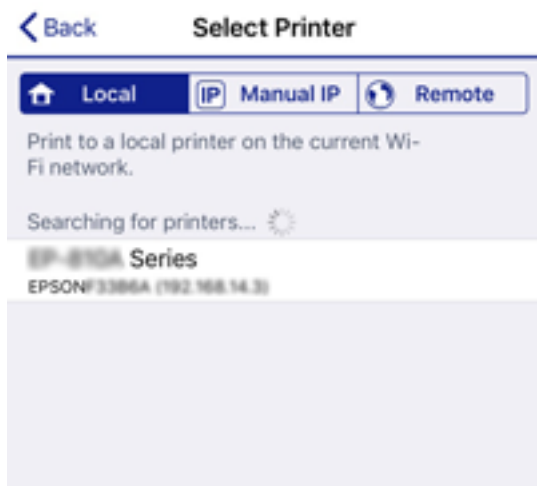 Back
Select Printer
Local
IP Manual IP
Remote
Print to a local printer on the current Wi-
Fi network.
Searching for printers...
Series
EPSON